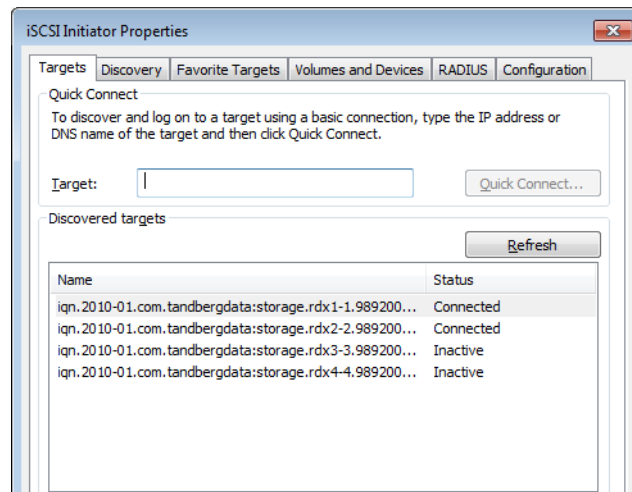 iSCSI Initiator Properties
Targets Discovery Favorite Targets Volumes and Devices RADIUS Configuration
Quick Connect
To discover and log on to a target using a basic connection, type the IP address or
DNS name of the target and then click Quick Connect.
Target: Quick Connect...
Discovered targets
Refresh
Name Status
iqn.2010-01.com.tandbergdata:storage.rdx1-1.989200... Connected
iqn.2010-01.com.tandbergdata:storage.rdx2-2.989200... Connected
iqn.2010-01.com.tandbergdata:storage.rdx3-3.989200... Inactive
iqn.2010-01.com.tandbergdata:storage.rdx4-4.989200... Inactive